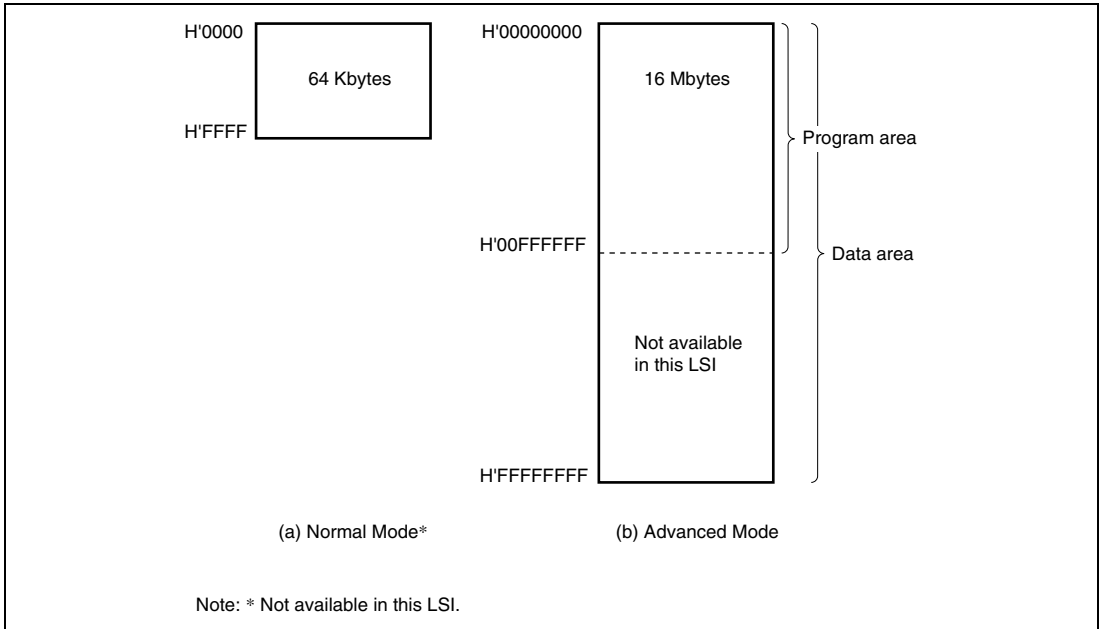 H'0000
64 Kbytes
H'FFFF
(a) Normal Mode*
H'00000000
16 Mbytes
Program area
H'00FFFFFF
Data area
Not available
in this LSI
H'FFFFFFFF
(b) Advanced Mode
Note: * Not available in this LSI.